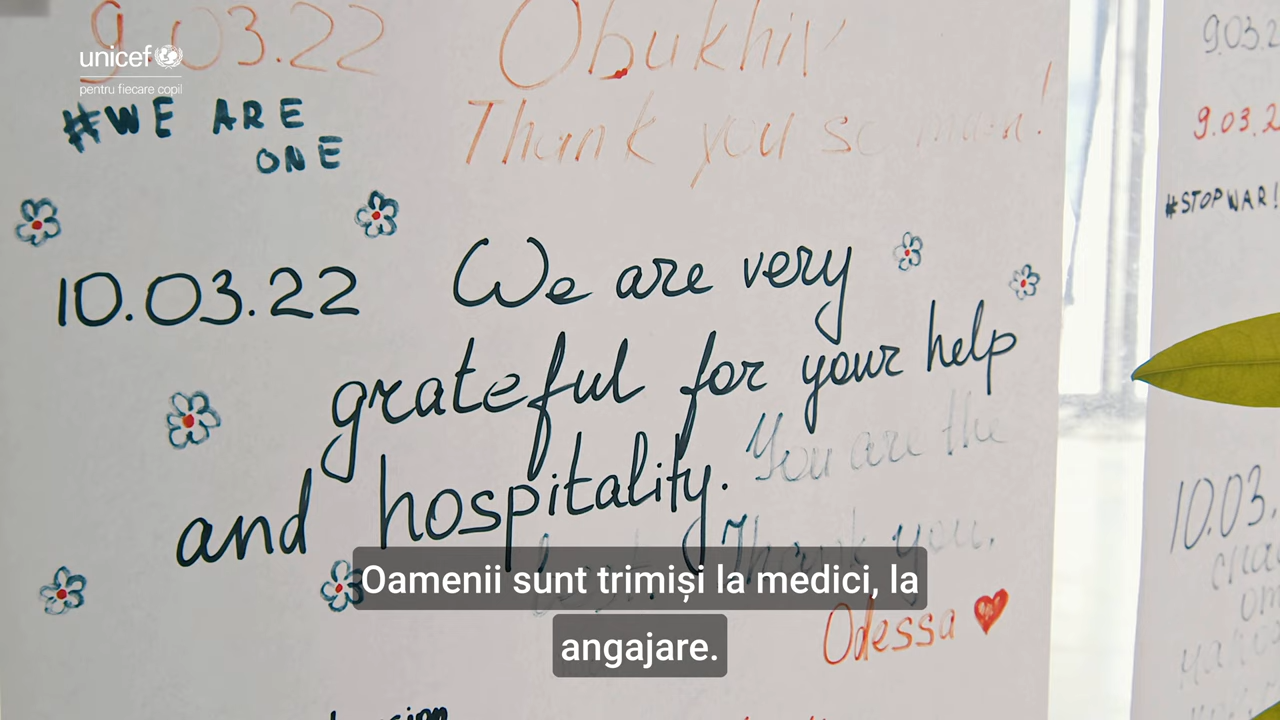 unicef
pentru fiecare copil
9.03.22 Obukhiv
Thank you so much!
#WE ARE
ONE
10.03.22 We are very
grateful for your help
and hospitality. You are the
best. Thank you.
Odessa
Oamenii sunt trimiși la medici, la
angajare.
9.03.2
9.03.2
#STOPWAR!
10.03.